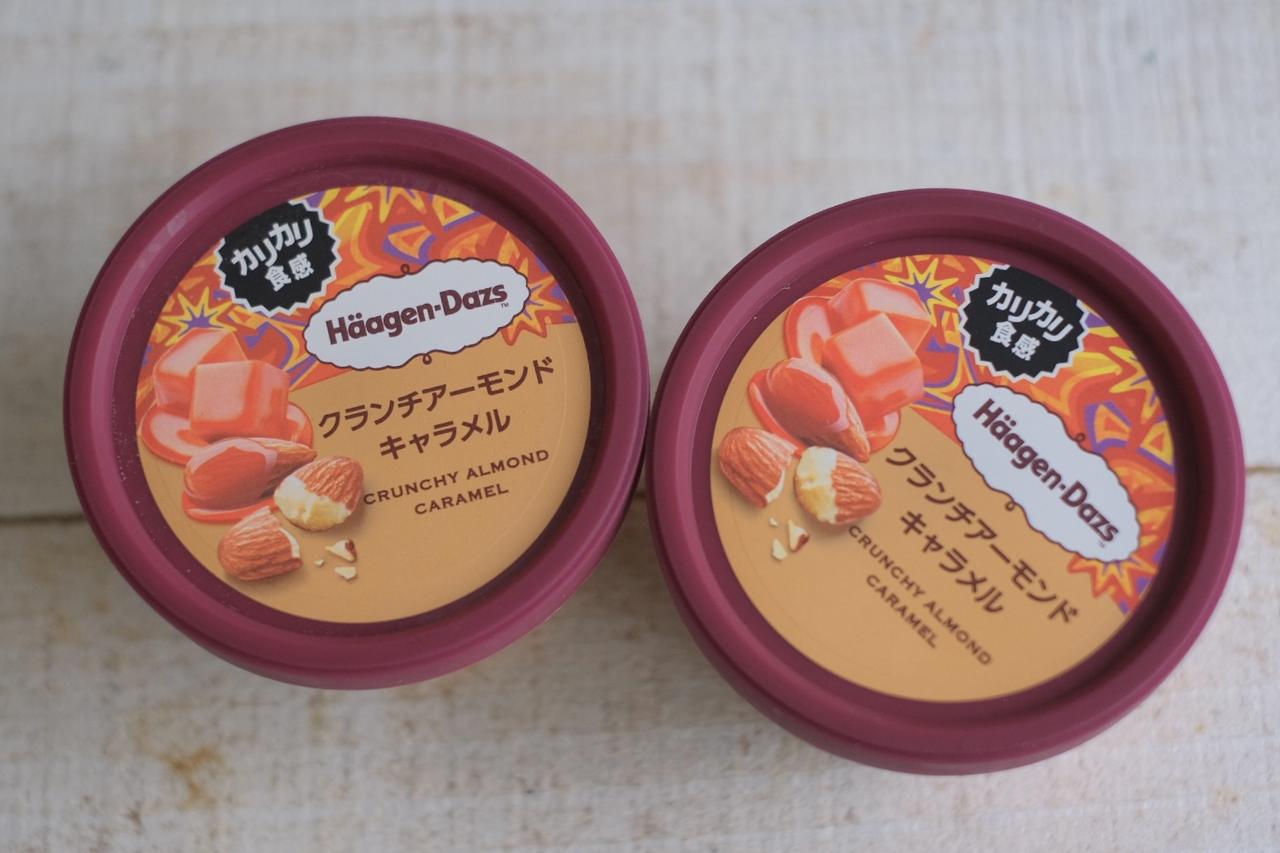 カリカリ
食感
Häagen-Dazs™
クランチアーモンド
キャラメル
CRUNCHY ALMOND
CARAMEL
カリカリ
食感
Häagen-Dazs™
クランチアーモンド
キャラメル
CRUNCHY ALMOND
CARAMEL